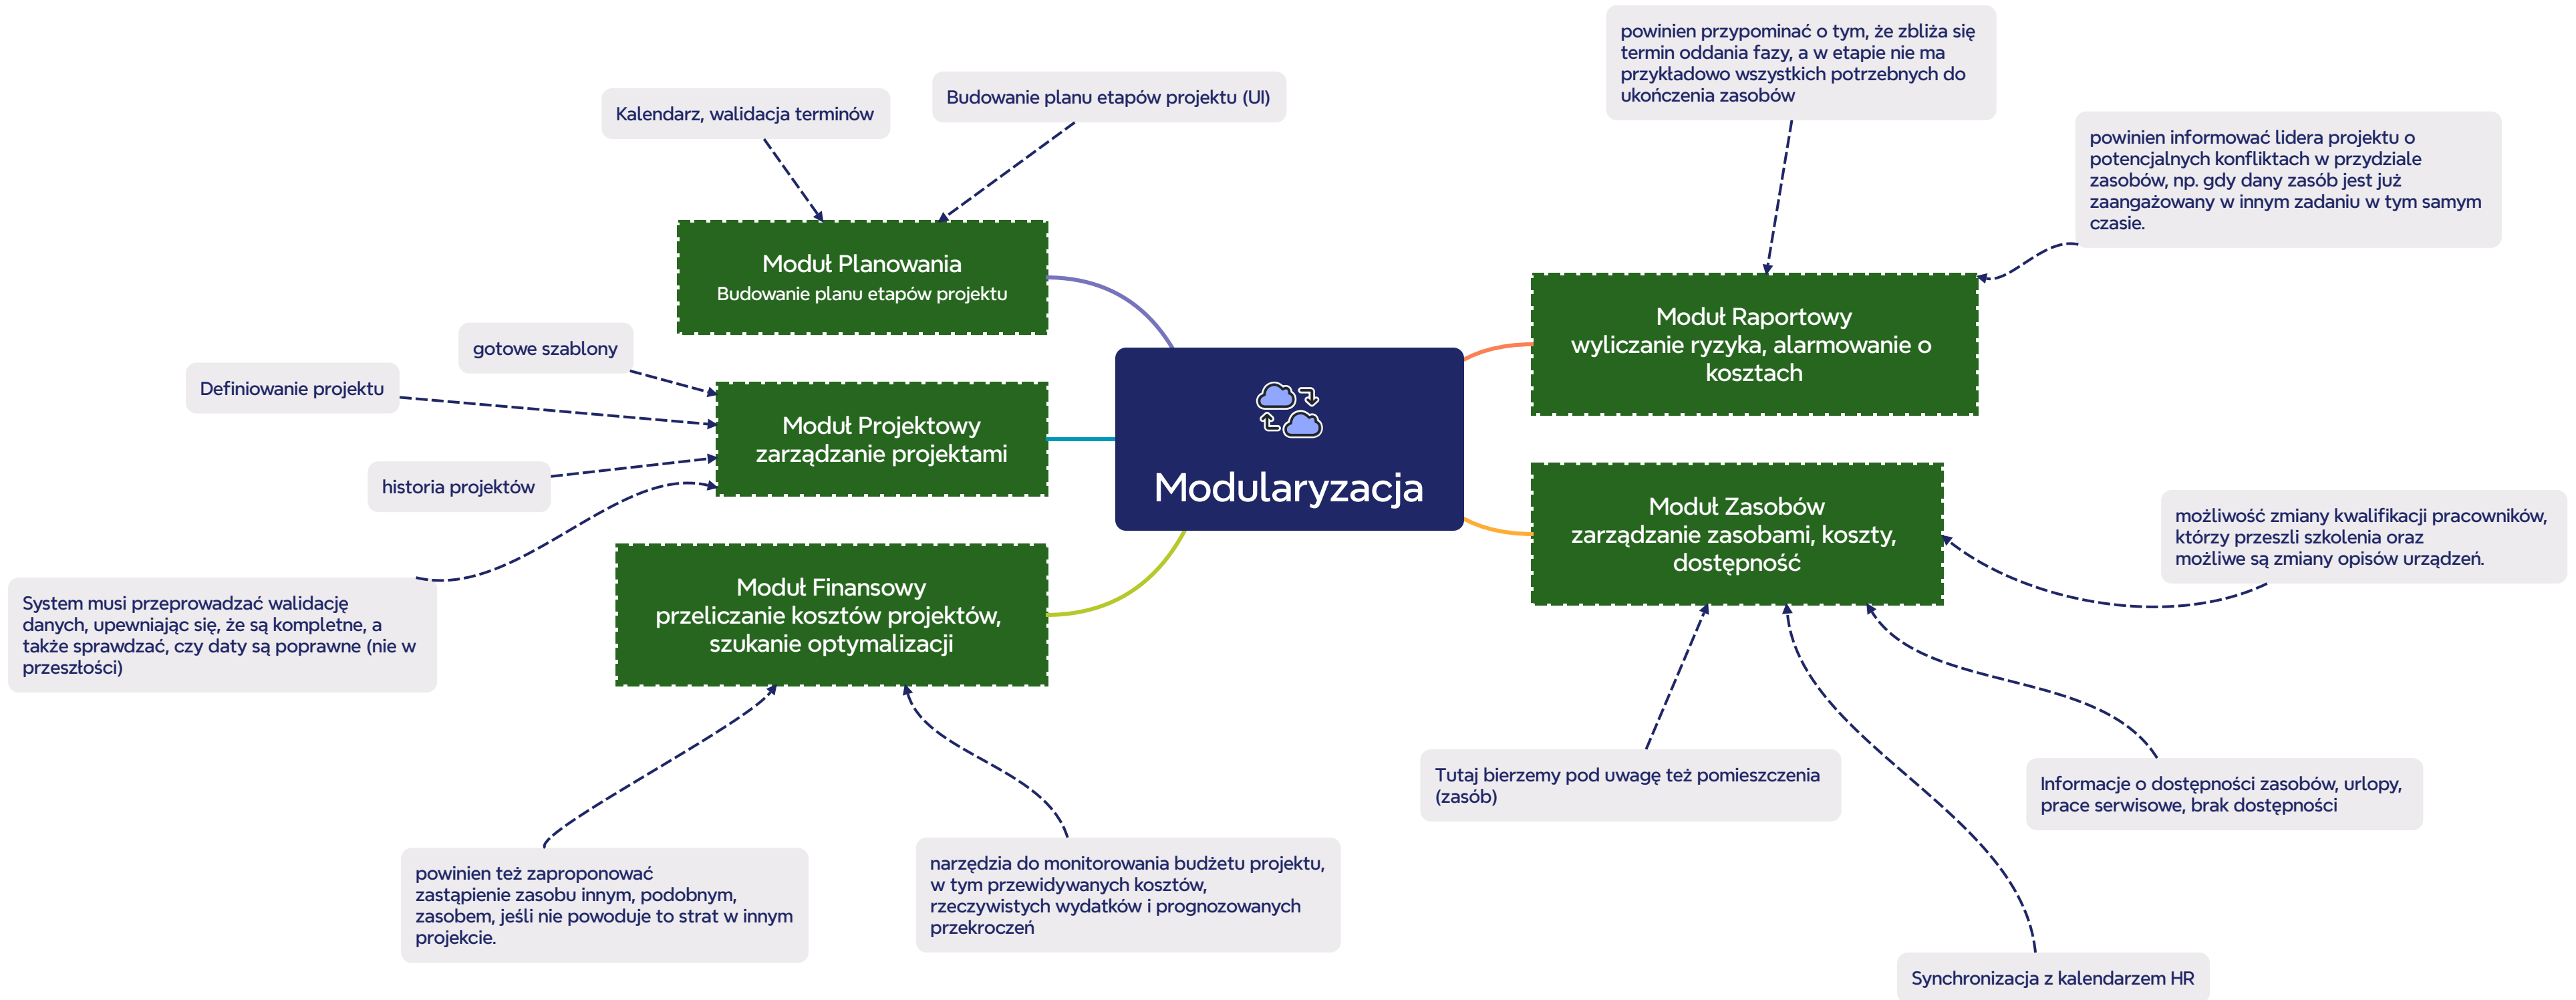 Kalendarz, walidacja terminów
Budowanie planu etapów projektu (UI)
Moduł Planowania
Budowanie planu etapów projektu
gotowe szablony
Definiowanie projektu
historia projektów
System musi przeprowadzać walidację
danych, upewniając się, że są kompletne, a
także sprawdzać, czy daty są poprawne (nie w
przeszłości)
Moduł Projektowy
zarządzanie projektami
Moduł Finansowy
przeliczanie kosztów projektów,
szukanie optymalizacji
powinien też zaproponować
zastąpienie zasobu innym, podobnym,
zasobem, jeśli nie powoduje to strat w innym
projekcie.
narzędzia do monitorowania budżetu projektu,
w tym przewidywanych kosztów,
rzeczywistych wydatków i prognozowanych
przekroczeń
Modularyzacja
powinien przypominać o tym, że zbliża się
termin oddania fazy, a w etapie nie ma
przykładowo wszystkich potrzebnych do
ukończenia zasobów
powinien informować lidera projektu o
potencjalnych konfliktach w przydziale
zasobów, np. gdy dany zasób jest już
zaangażowany w innym zadaniu w tym samym
czasie.
Moduł Raportowy
wyliczanie ryzyka, alarmowanie o
kosztach
Moduł Zasobów
zarządzanie zasobami, koszty,
dostępność
możliwość zmiany kwalifikacji pracowników,
którzy przeszli szkolenia oraz
możliwe są zmiany opisów urządzeń.
Tutaj bierzemy pod uwagę też pomieszczenia
(zasób)
Informacje o dostępności zasobów, urlopy,
prace serwisowe, brak dostępności
Synchronizacja z kalendarzem HR